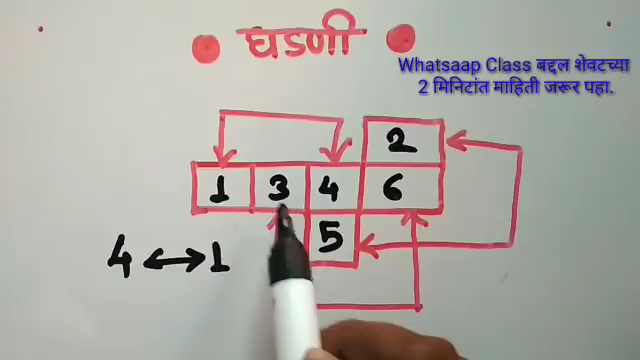 घडणी
Whatsaap Class बद्दल शेवटच्या
2 मिनिटांत माहिती जरूर पहा.
2
1 3 4 6
5
4 ↔ 1